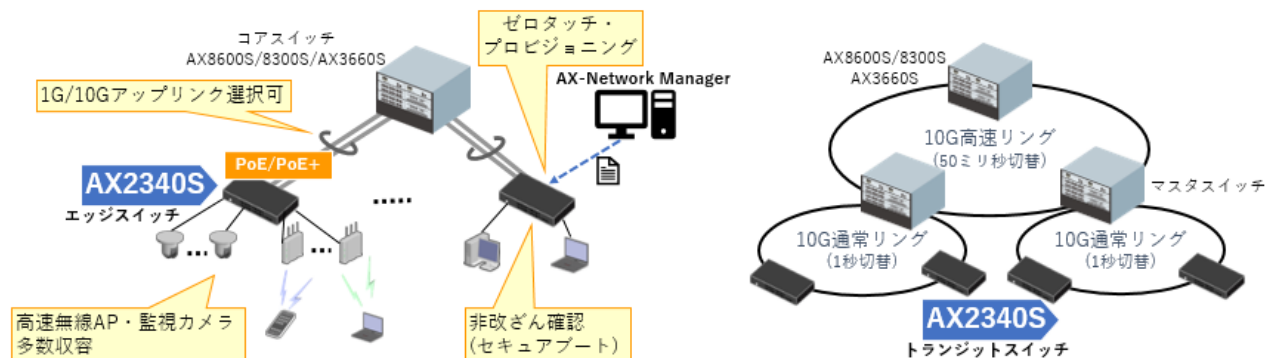 コアスイッチ
AX8600S/8300S/AX3660S
ゼロタッチ・
プロビジョニング
AX-Network Manager
1G/10Gアップリンク選択可
PoE/PoE+
AX2340S
エッジスイッチ
高速無線AP・監視カメラ
多数収容
非改ざん確認
(セキュアブート)
AX8600S/8300S
AX3660S
10G高速リング
(50ミリ秒切替)
マスタスイッチ
10G通常リング
(1秒切替)
10G通常リング
(1秒切替)
AX2340S
トランジットスイッチ